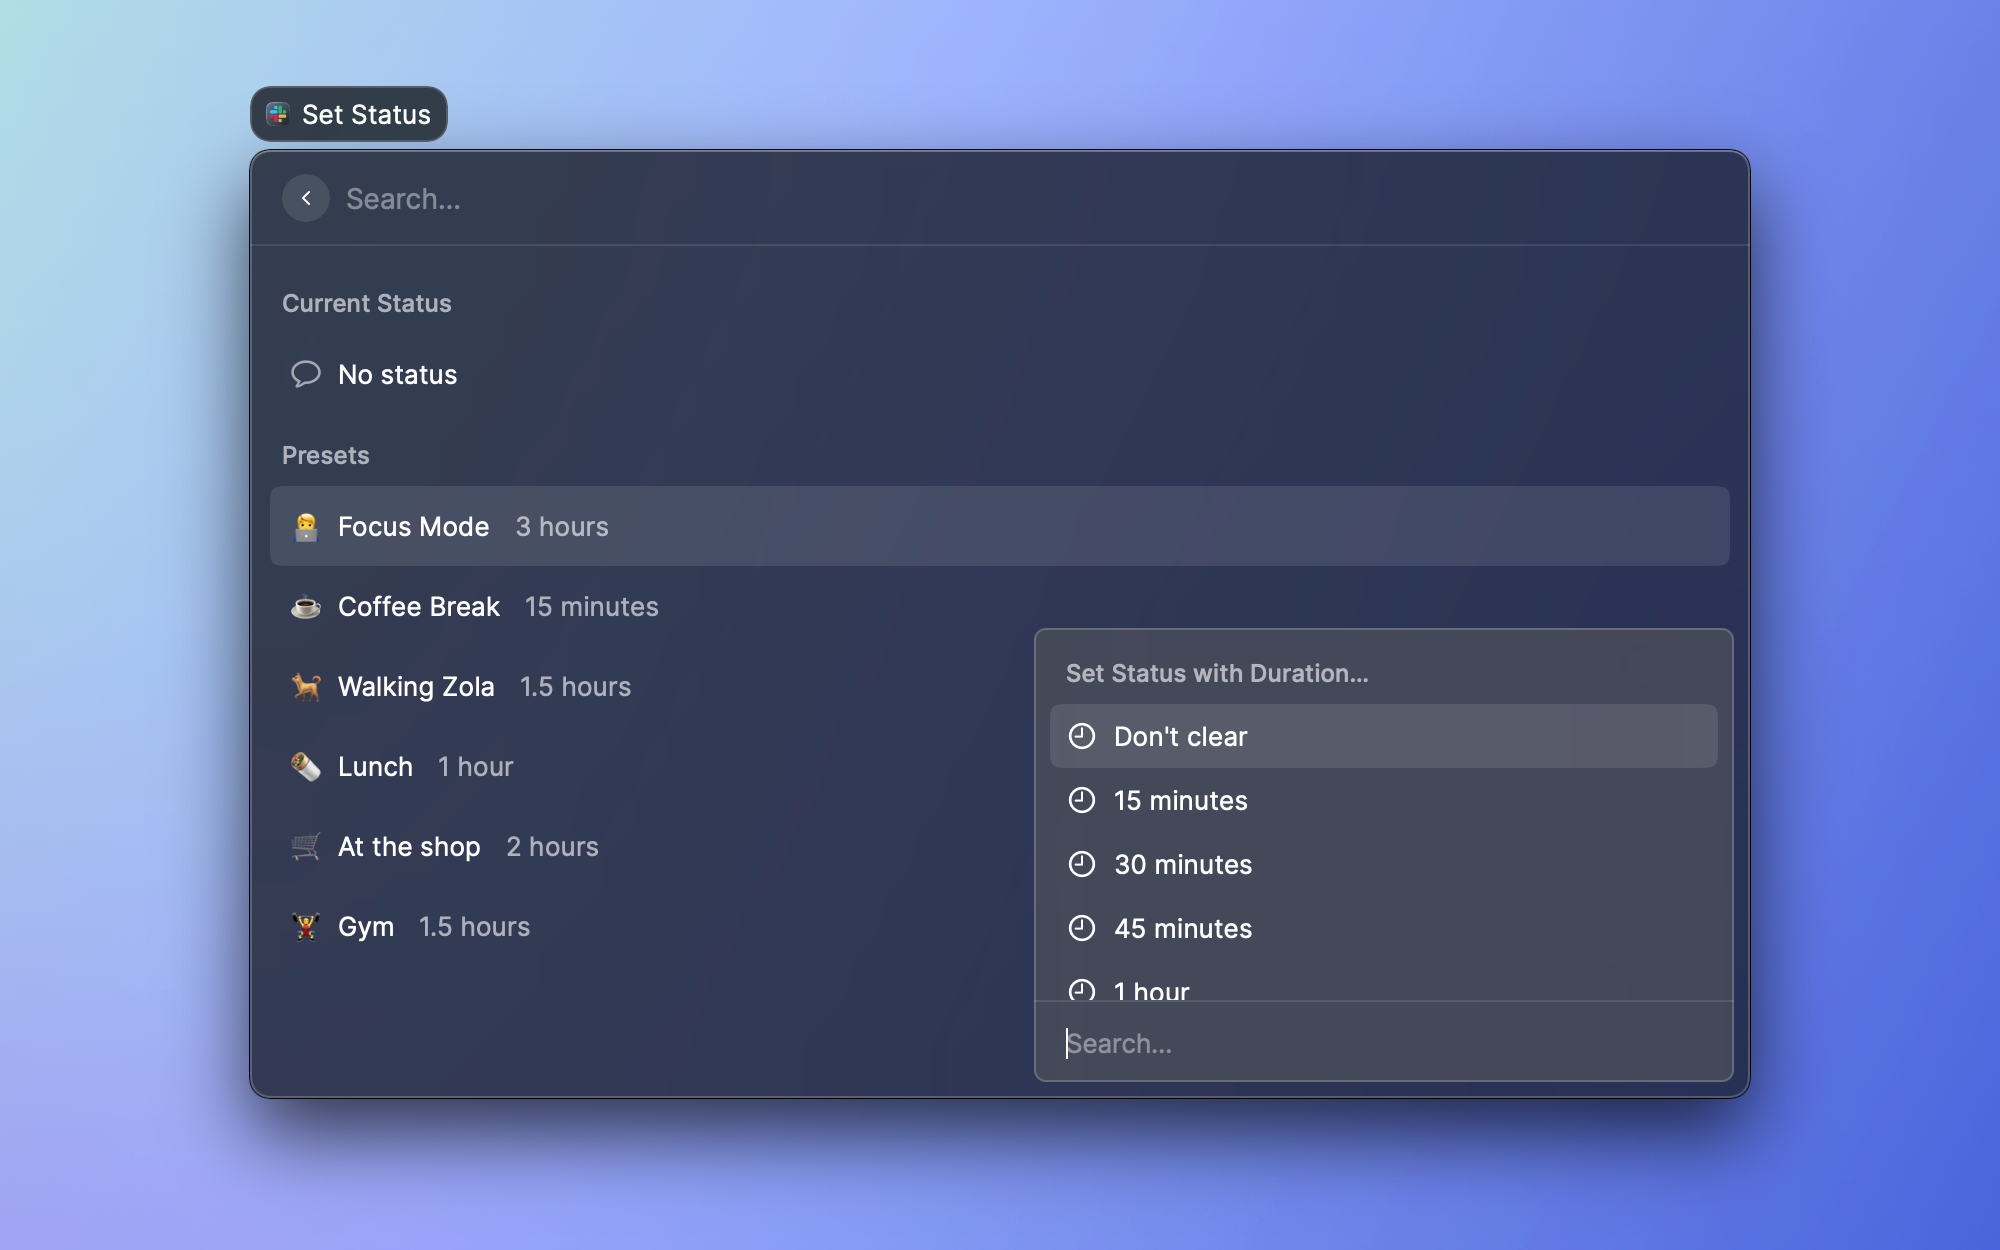 Set Status
Search...
Current Status
No status
Presets
Focus Mode 3 hours
Coffee Break 15 minutes
Walking Zola 1.5 hours
Lunch 1 hour
At the shop 2 hours
Gym 1.5 hours
Set Status with Duration...
Don't clear
15 minutes
30 minutes
45 minutes
1 hour
Search...